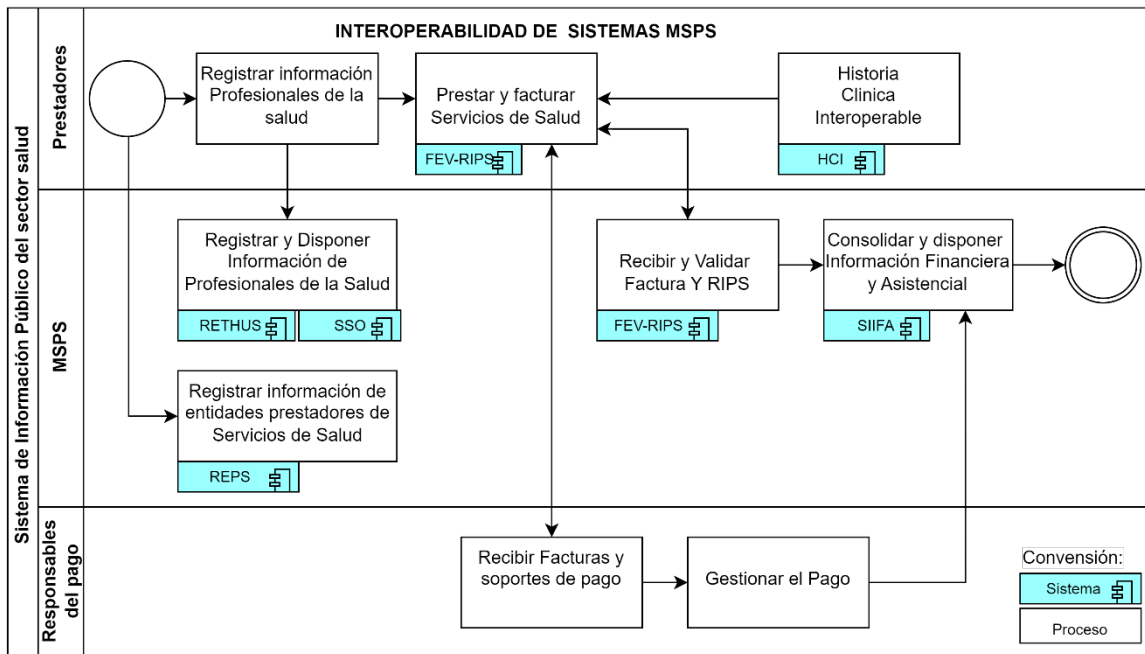 INTEROPERABILIDAD DE SISTEMAS MSPS
Sistema de Información Público del sector salud
Prestadores
Registrar información
Profesionales de la
salud
Prestar y facturar
Servicios de Salud
FEV-RIPS
Historia
Clinica
Interoperable
HCI
MSPS
Registrar y Disponer
Información de
Profesionales de la Salud
RETHUS
SSO
Recibir y Validar
Factura Y RIPS
FEV-RIPS
Consolidar y disponer
Información Financiera
y Asistencial
SIIFA
Registrar información de
entidades prestadores de
Servicios de Salud
REPS
Responsables
del pago
Recibir Facturas y
soportes de pago
Gestionar el Pago
Convensión:
Sistema
Proceso